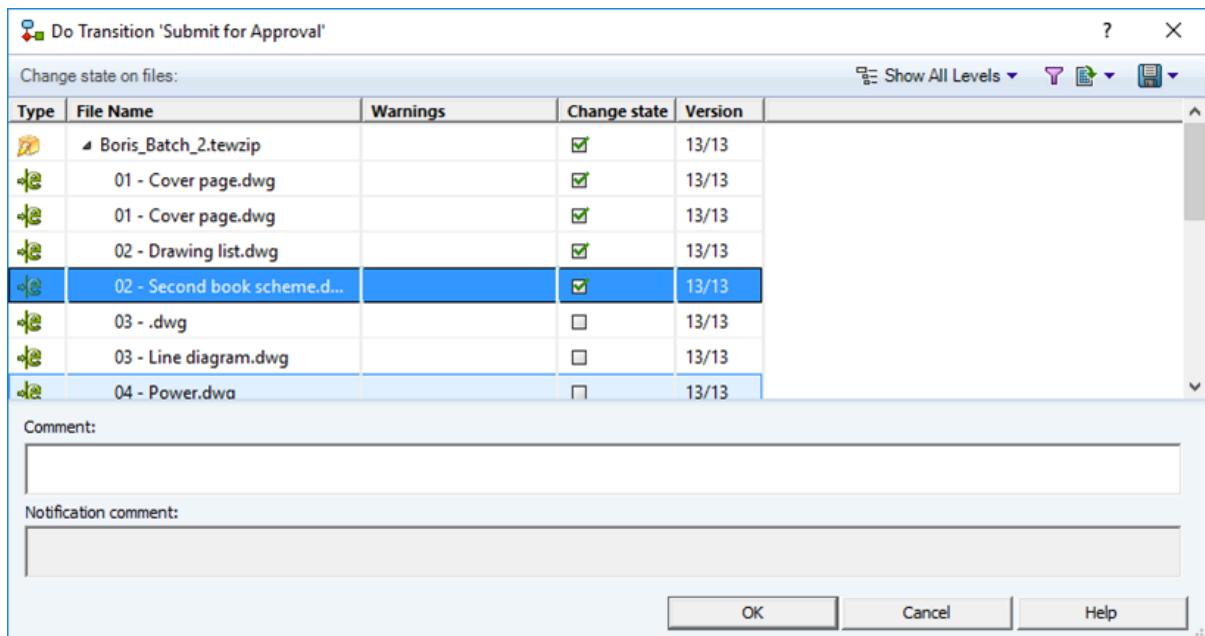 Do Transition 'Submit for Approval' ?
Change state on files: Show All Levels
Type File Name Warnings Change state Version
Boris_Batch_2.tewzip 13/13
01 - Cover page.dwg 13/13
01 - Cover page.dwg 13/13
02 - Drawing list.dwg 13/13
02 - Second book scheme.d... 13/13
03 - .dwg 13/13
03 - Line diagram.dwg 13/13
04 - Power.dwg 13/13
Comment:
Notification comment:
OK Cancel Help